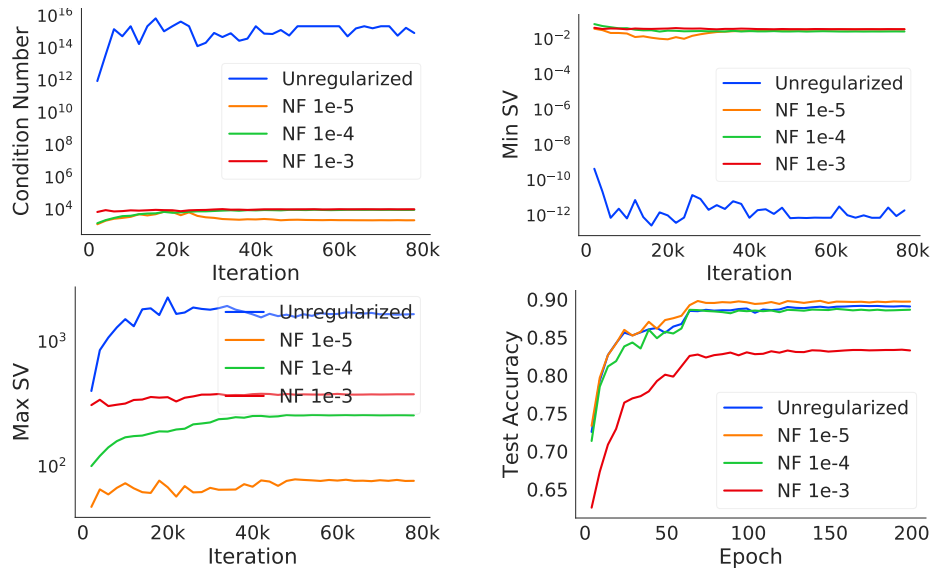 Condition Number
10^16
10^14
10^12
10^10
10^8
10^6
10^4
Unregularized
NF 1e-5
NF 1e-4
NF 1e-3
0 20k 40k 60k 80k
Iteration
Min SV
10^−2
10^−4
10^−6
10^−8
10^−10
10^−12
Unregularized
NF 1e-5
NF 1e-4
NF 1e-3
0 20k 40k 60k 80k
Iteration
Max SV
10^3
10^2
Unregularized
NF 1e-5
NF 1e-4
NF 1e-3
0 20k 40k 60k 80k
Iteration
Test Accuracy
0.90
0.85
0.80
0.75
0.70
0.65
Unregularized
NF 1e-5
NF 1e-4
NF 1e-3
0 50 100 150 200
Epoch